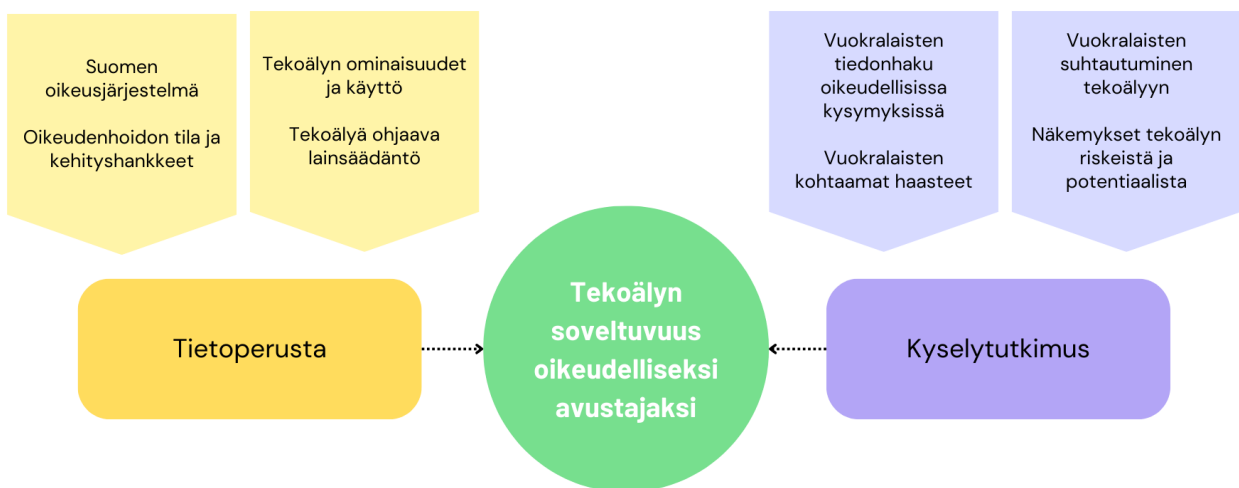 Suomen
oikeusjärjestelmä
Oikeudenhoidon tila ja
kehityshankkeet
Tekoälyn ominaisuudet
ja käyttö
Tekoälyä ohjaava
lainsäädäntö
Vuokralaisten
tiedonhaku
oikeudellisissa
kysymyksissä
Vuokralaisten
kohtaamat haasteet
Vuokralaisten
suhtautuminen
tekoälyyn
Näkemykset tekoälyn
riskeistä ja
potentiaalista
Tietoperusta
Tekoälyn
soveltuvuus
oikeudelliseksi
avustajaksi
Kyselytutkimus